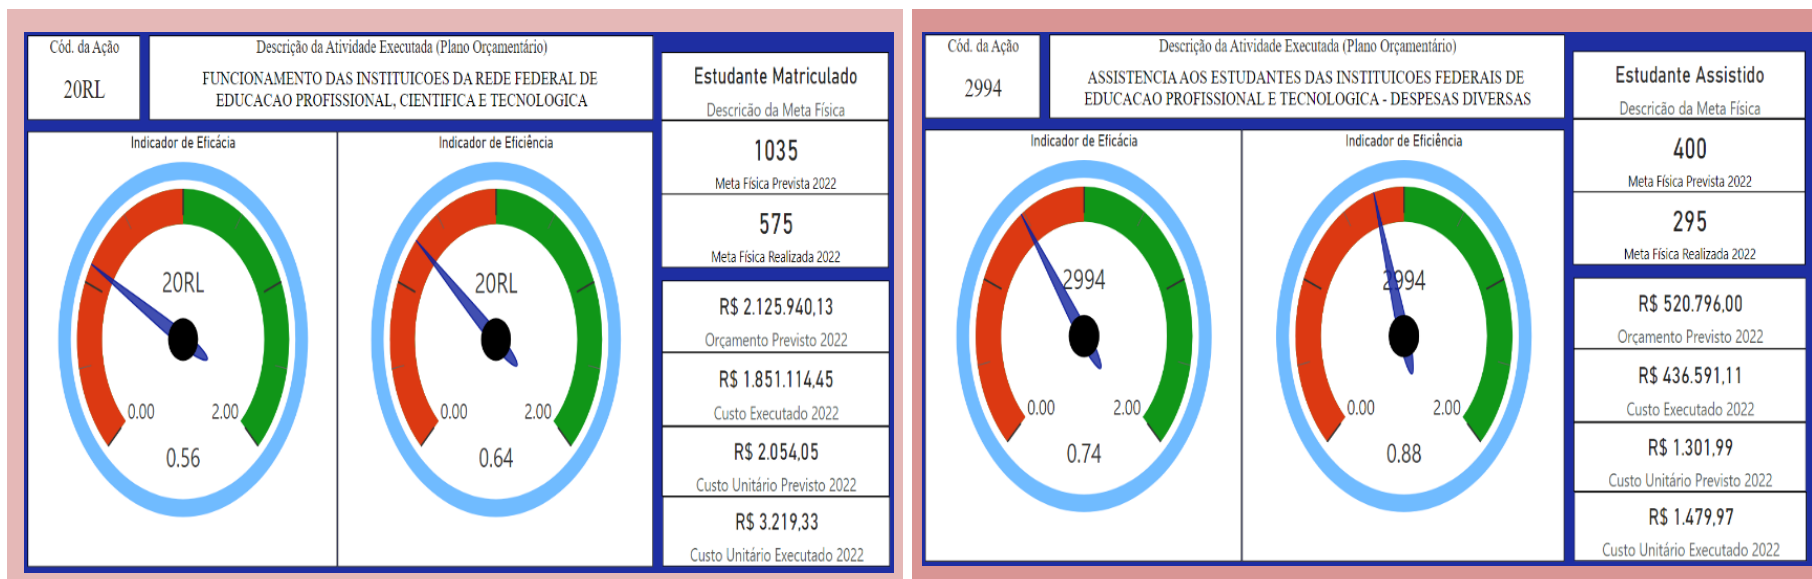 Cód. da Ação
20RL
Descrição da Atividade Executada (Plano Orçamentário)
FUNCIONAMENTO DAS INSTITUICOES DA REDE FEDERAL DE
EDUCACAO PROFISSIONAL, CIENTIFICA E TECNOLOGICA
Indicador de Eficácia
20RL
0.00
2.00
0.56
Indicador de Eficiência
20RL
0.00
2.00
0.64
Estudante Matriculado
Descrição da Meta Física
1035
Meta Física Prevista 2022
575
Meta Física Realizada 2022
R$ 2.125.940,13
Orçamento Previsto 2022
R$ 1.851.114,45
Custo Executado 2022
R$ 2.054,05
Custo Unitário Previsto 2022
R$ 3.219,33
Custo Unitário Executado 2022
Cód. da Ação
2994
Descrição da Atividade Executada (Plano Orçamentário)
ASSISTENCIA AOS ESTUDANTES DAS INSTITUICOES FEDERAIS DE
EDUCACAO PROFISSIONAL E TECNOLOGICA - DESPESAS DIVERSAS
Indicador de Eficácia
2994
0.00
2.00
0.74
Indicador de Eficiência
2994
0.00
2.00
0.88
Estudante Assistido
Descrição da Meta Física
400
Meta Física Prevista 2022
295
Meta Física Realizada 2022
R$ 520.796,00
Orçamento Previsto 2022
R$ 436.591,11
Custo Executado 2022
R$ 1.301,99
Custo Unitário Previsto 2022
R$ 1.479,97
Custo Unitário Executado 2022